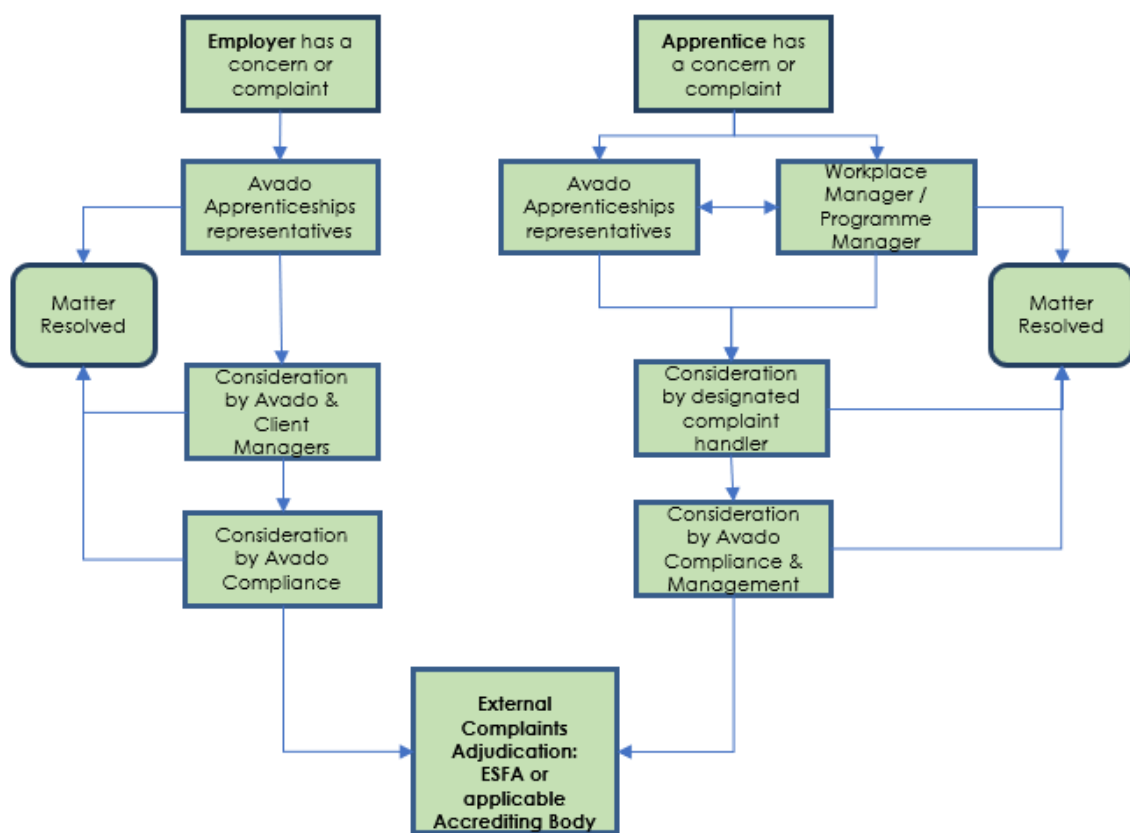 Employer has a
concern or
complaint
Apprentice has
a concern or
complaint
Avado
Apprenticeships
representatives
Avado
Apprenticeships
representatives
Workplace
Manager /
Programme
Manager
Matter
Resolved
Matter
Resolved
Consideration
by Avado &
Client
Managers
Consideration
by designated
complaint
handler
Consideration
by Avado
Compliance
Consideration
by Avado
Compliance &
Management
External
Complaints
Adjudication:
ESFA or
applicable
Accrediting Body